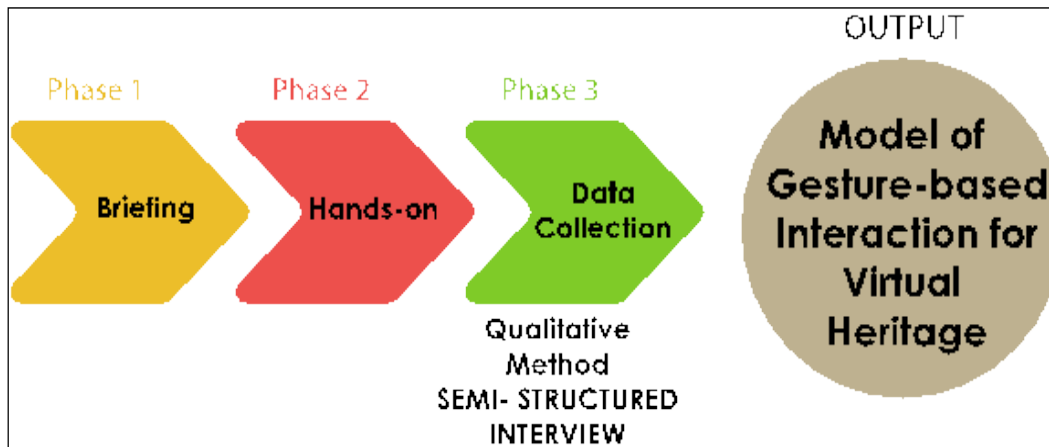 OUTPUT
Phase 1
Phase 2
Phase 3
Briefing
Hands-on
Data
Collection
Qualitative
Method
SEMI- STRUCTURED
INTERVIEW
Model of
Gesture-based
Interaction for
Virtual
Heritage